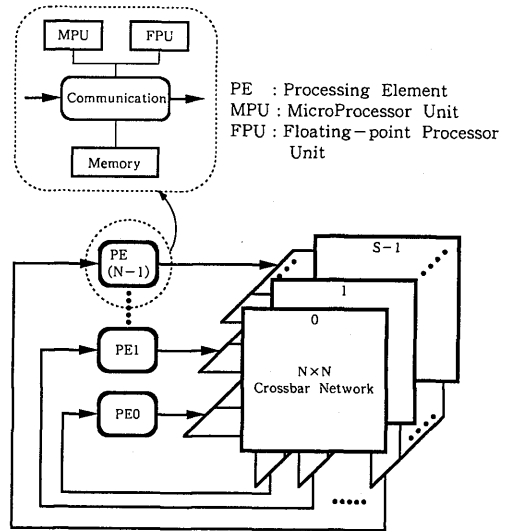 MPU
FPU
Communication
Memory
PE : Processing Element
MPU : MicroProcessor Unit
FPU : Floating-point Processor
Unit
PE
(N-1)
PE1
PE0
S-1
1
0
N×N
Crossbar Network